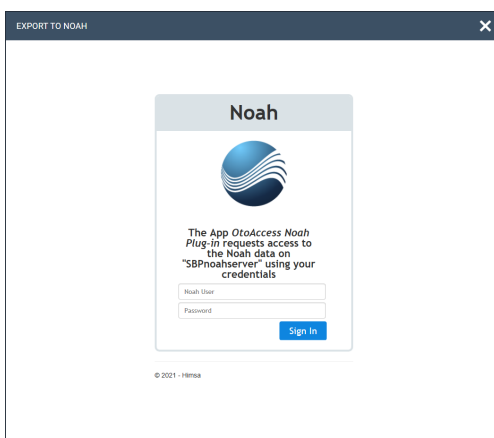 EXPORT TO NOAH
Noah
The App OtoAccess Noah
Plug-in requests access to
the Noah data on
"SBPnoahserver" using your
credentials
Noah User
Password
Sign In
© 2021 - Himsa